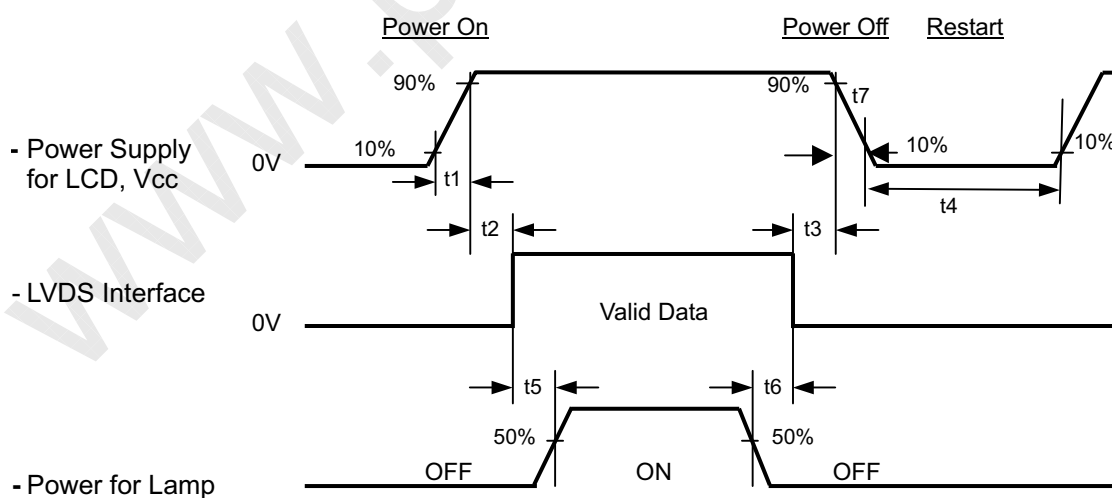 Power On Power Off Restart
90% 90% t7
- Power Supply for LCD, Vcc
0V 10% t1 10% 10%
t4
t2 t3
- LVDS Interface
0V Valid Data
t5 t6
50% 50%
- Power for Lamp OFF ON OFF
www.p